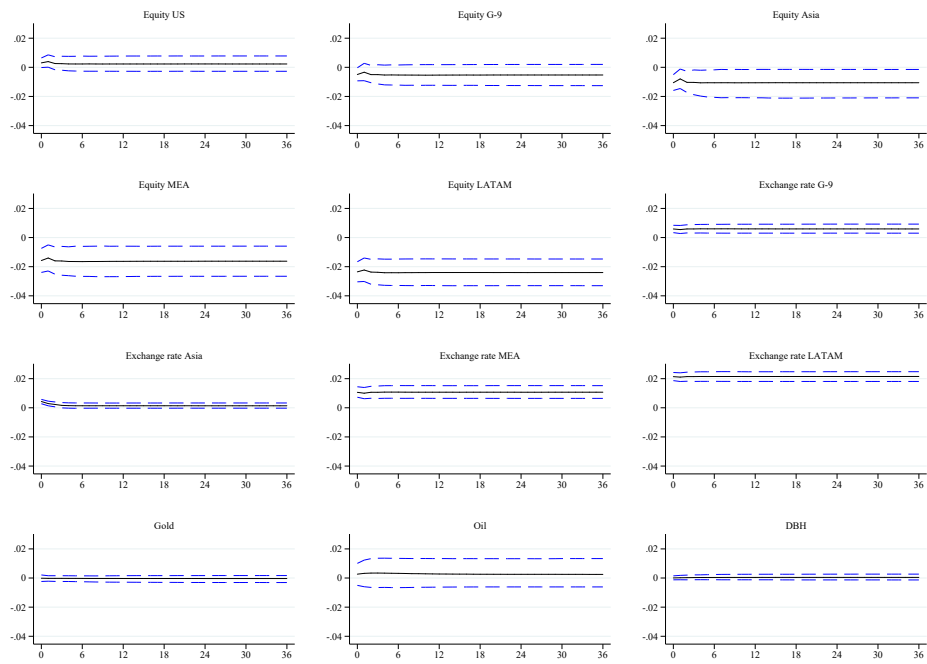 Equity US
Equity G-9
Equity Asia
.02
0
-.02
-.04
0 6 12 18 24 30 36
.02
0
-.02
-.04
0 6 12 18 24 30 36
.02
0
-.02
-.04
0 6 12 18 24 30 36
Equity MEA
Equity LATAM
Exchange rate G-9
.02
0
-.02
-.04
0 6 12 18 24 30 36
.02
0
-.02
-.04
0 6 12 18 24 30 36
.02
0
-.02
-.04
0 6 12 18 24 30 36
Exchange rate Asia
Exchange rate MEA
Exchange rate LATAM
.02
0
-.02
-.04
0 6 12 18 24 30 36
.02
0
-.02
-.04
0 6 12 18 24 30 36
.02
0
-.02
-.04
0 6 12 18 24 30 36
Gold
Oil
DBH
.02
0
-.02
-.04
0 6 12 18 24 30 36
.02
0
-.02
-.04
0 6 12 18 24 30 36
.02
0
-.02
-.04
0 6 12 18 24 30 36